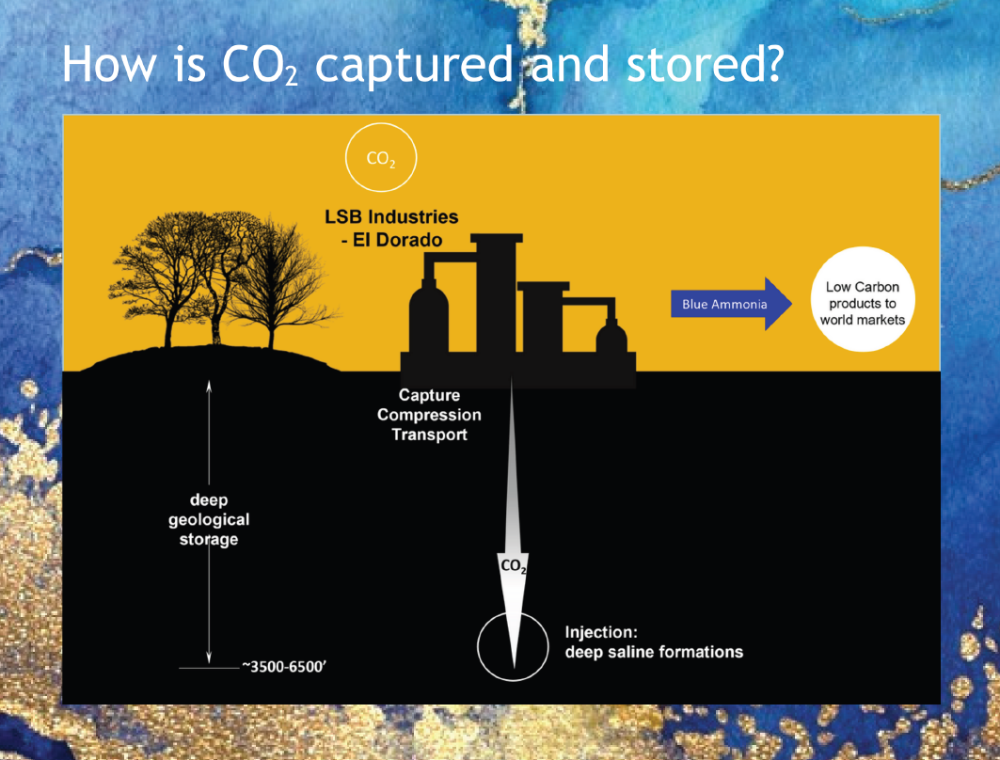 How is CO₂ captured and stored?
CO₂
LSB Industries
- El Dorado
Blue Ammonia
Low Carbon
products to
world markets
Capture
Compression
Transport
deep
geological
storage
CO₂
Injection:
deep saline formations
~3500-6500’